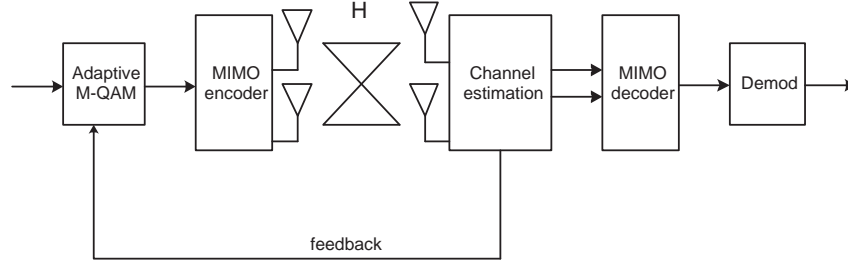 H
Adaptive
M-QAM
MIMO
encoder
Channel
estimation
MIMO
decoder
Demod
feedback